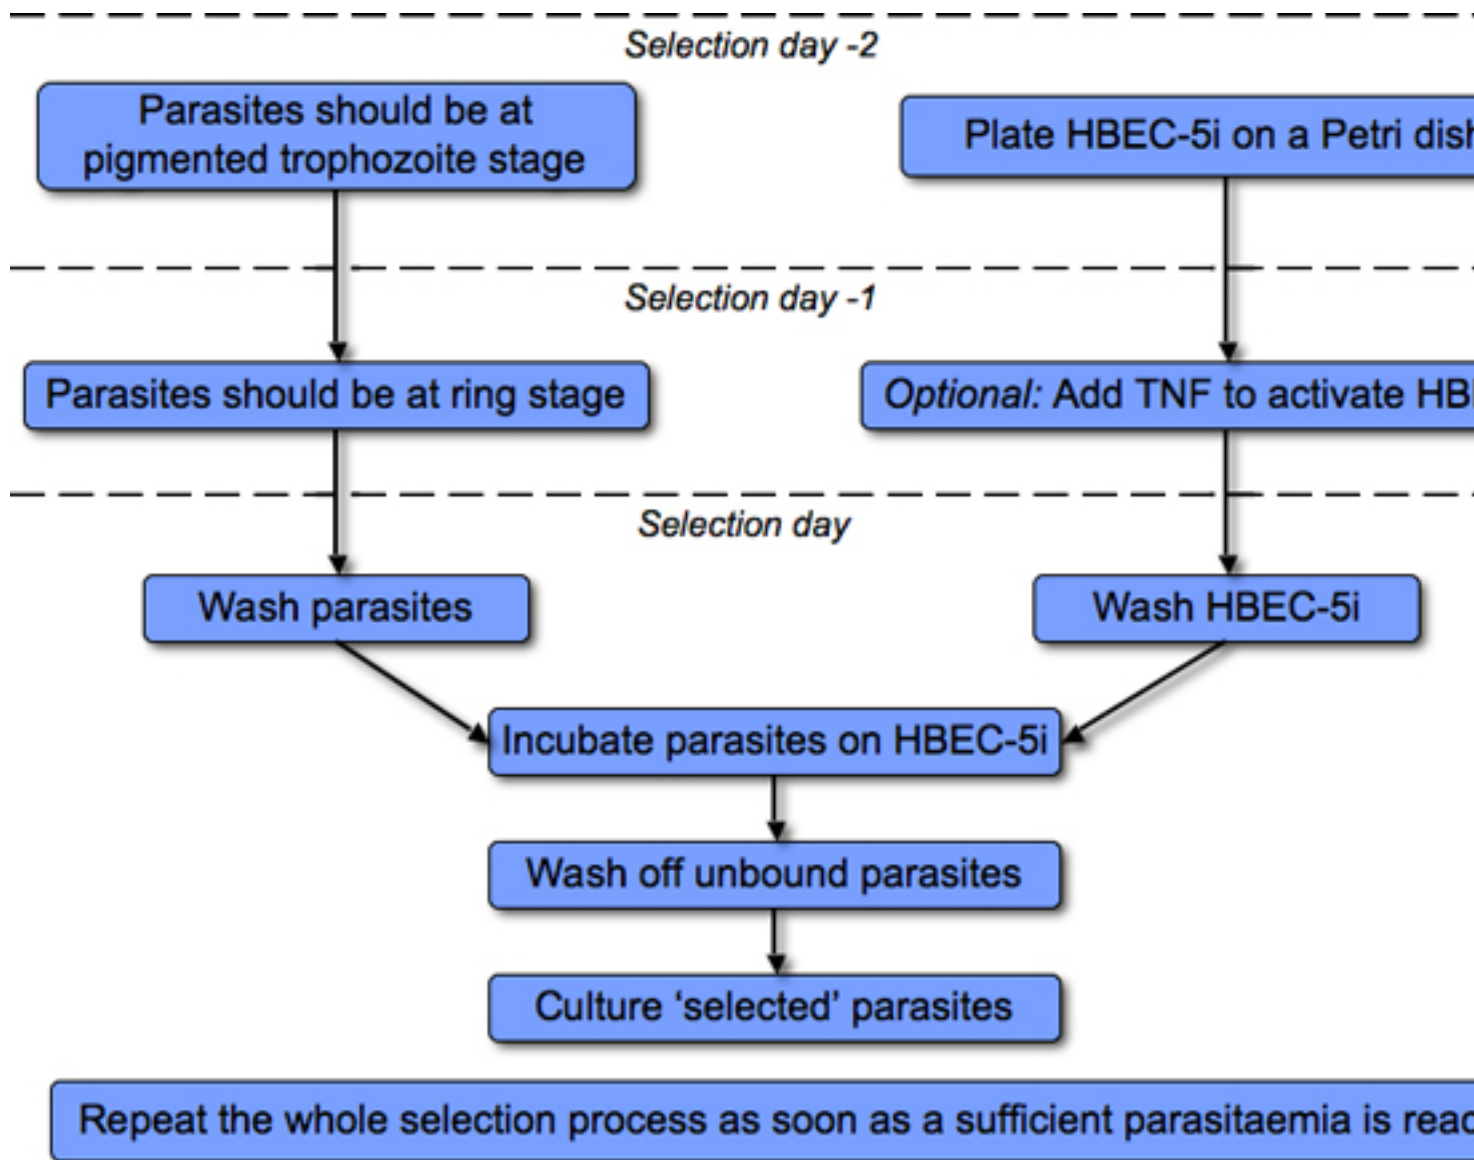 Selection day -2
Parasites should be at
pigmented trophozoite stage
Plate HBEC-5i on a Petri dish
Selection day -1
Parasites should be at ring stage
Optional: Add TNF to activate
Selection day
Wash parasites
Wash HBEC-5i
Incubate parasites on HBEC-5i
Wash off unbound parasites
Culture ‘selected’ parasites
Repeat the whole selection process as soon as a sufficient parasitaemia is